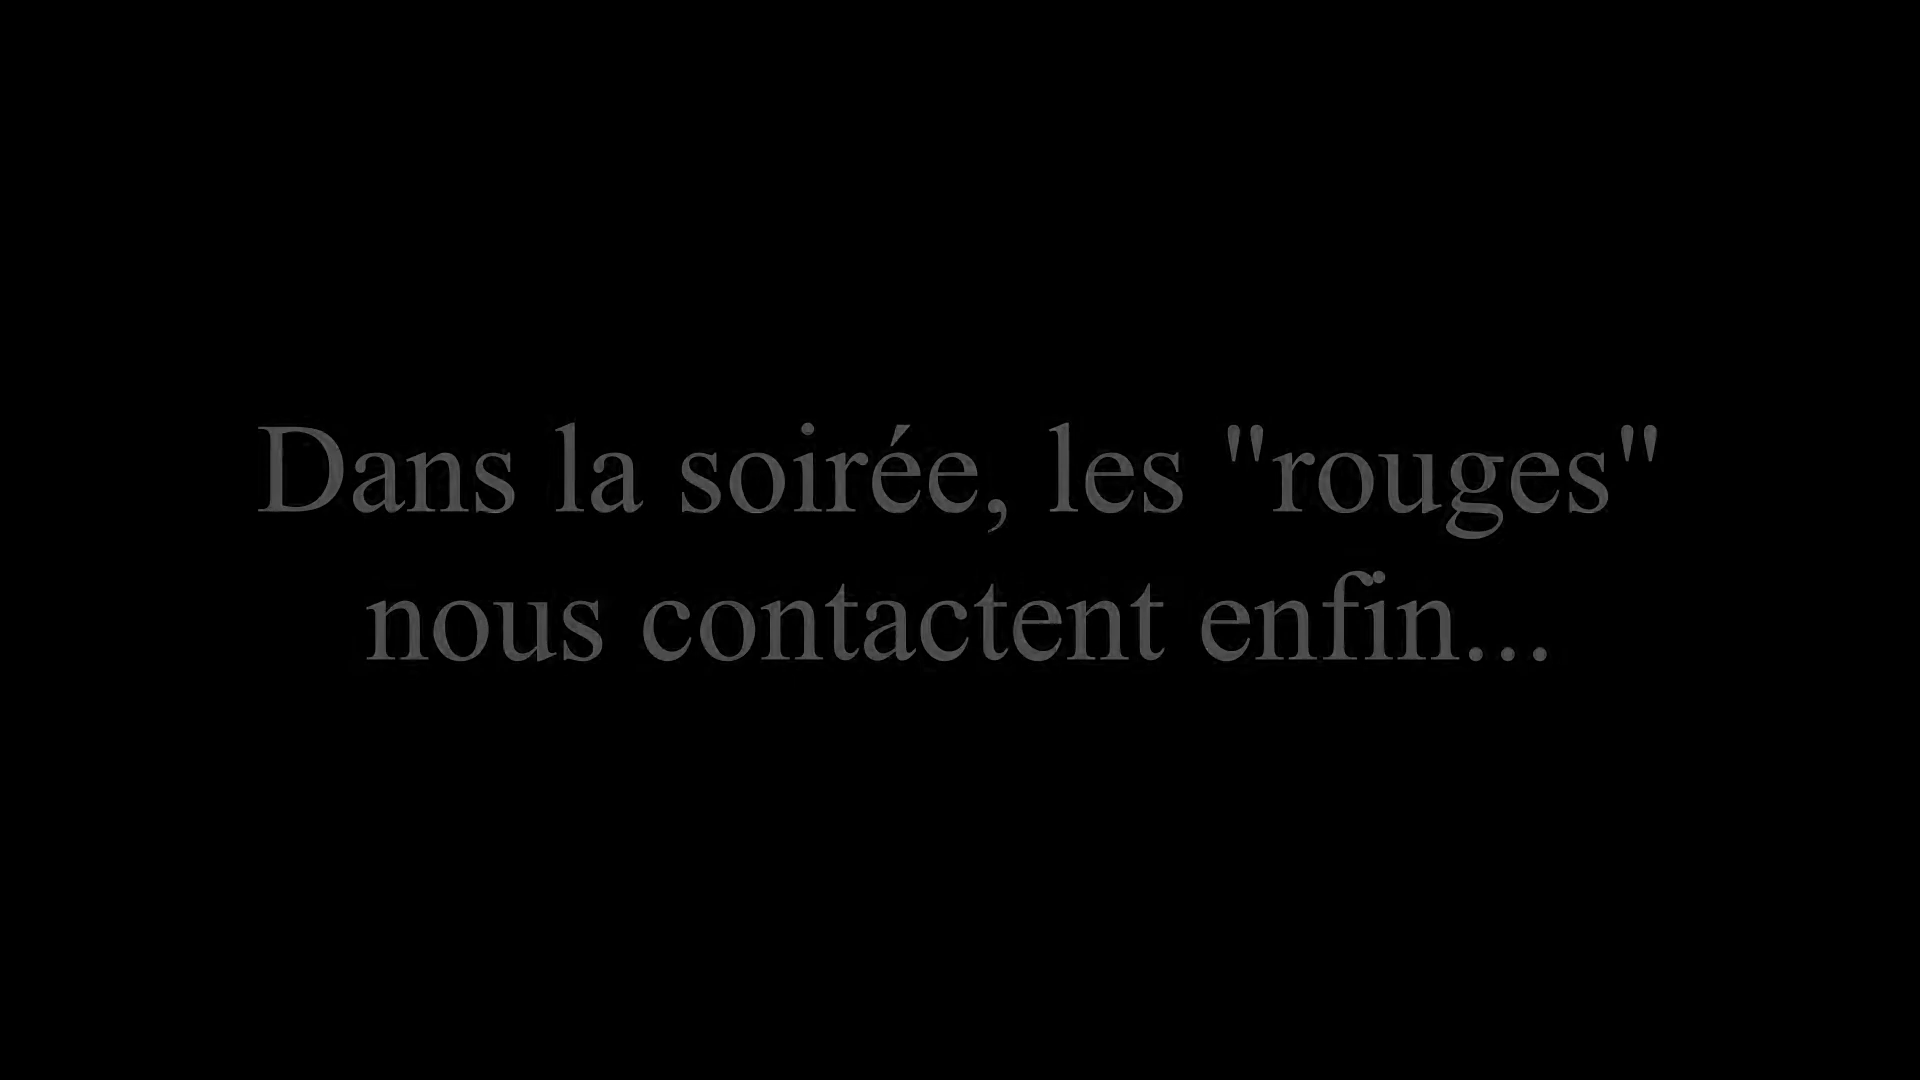 Dans la soirée, les "rouges"
nous contactent enfin...